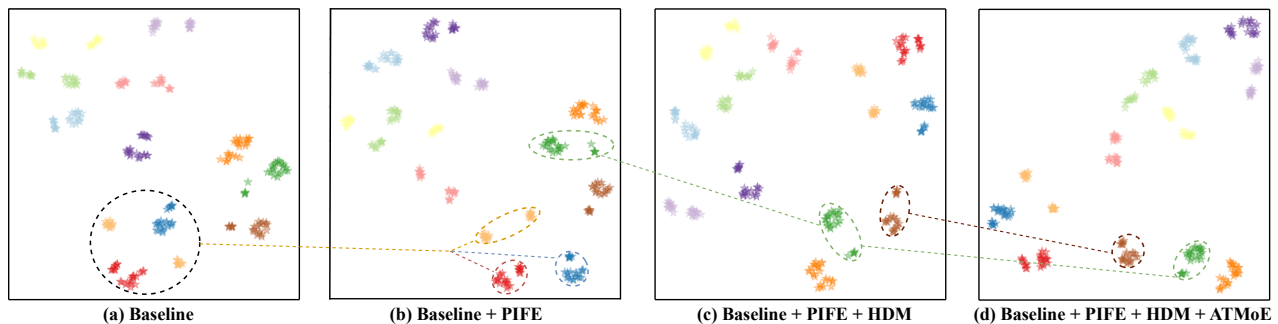 (a) Baseline
(b) Baseline + PIFE
(c) Baseline + PIFE + HDM
(d) Baseline + PIFE + HDM + ATMoE